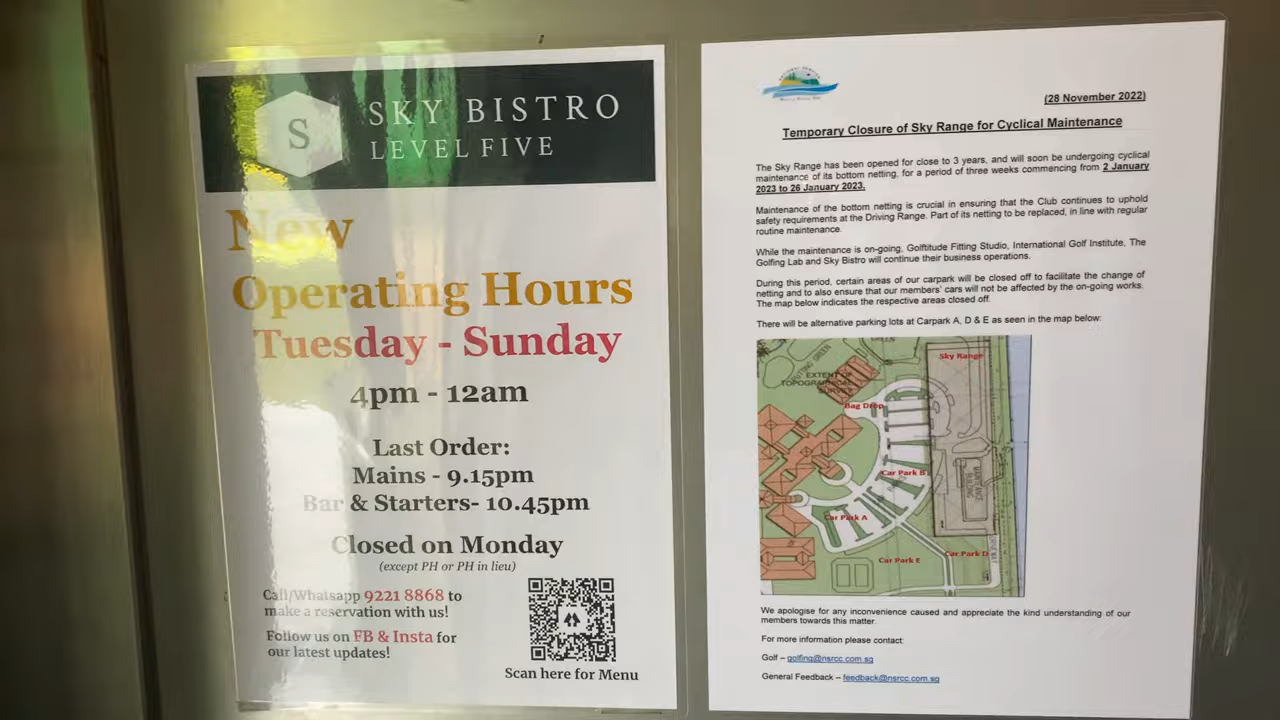 S
SKY BISTRO
LEVEL FIVE
New
Operating Hours
Tuesday - Sunday
4pm - 12am
Last Order:
Mains - 9.15pm
Bar & Starters- 10.45pm
Closed on Monday
(except PH or PH in lieu)
Call/Whatsapp 9221 8868 to
make a reservation with us!
Follow us on FB & Insta for
our latest updates!
Scan here for Menu
(28 November 2022)
Temporary Closure of Sky Range for Cyclical Maintenance
The Sky Range has been opened for close to 3 years, and will soon be undergoing cyclical
maintenance of its bottom netting, for a period of three weeks commencing from 2 January
2023 to 26 January 2023.
Maintenance of the bottom netting is crucial in ensuring that the Club continues to uphold
safety requirements at the Driving Range. Part of its netting to be replaced, in line with regular
routine maintenance.
While the maintenance is on-going, Golftitude Fitting Studio, International Golf Institute, The
Golfing Lab and Sky Bistro will continue their business operations.
During this period, certain areas of our carpark will be closed off to facilitate the change of
netting and to also ensure that our members' cars will not be affected by the on-going works.
The map below indicates the respective areas closed off.
There will be alternative parking lots at Carpark A, D & E as seen in the map below:
Sky Range
PUTTING GREEN
EXTENT OF
TOPOGRAPHICAL
SURVEY
Bag Drop
Car Park B
MAINTENANCE
BUILDING
Car Park A
Car Park D
Car Park E
We apologise for any inconvenience caused and appreciate the kind understanding of our
members towards this matter.
For more information please contact:
Golf – golfing@nsrcc.com.sg
General Feedback – feedback@nsrcc.com.sg